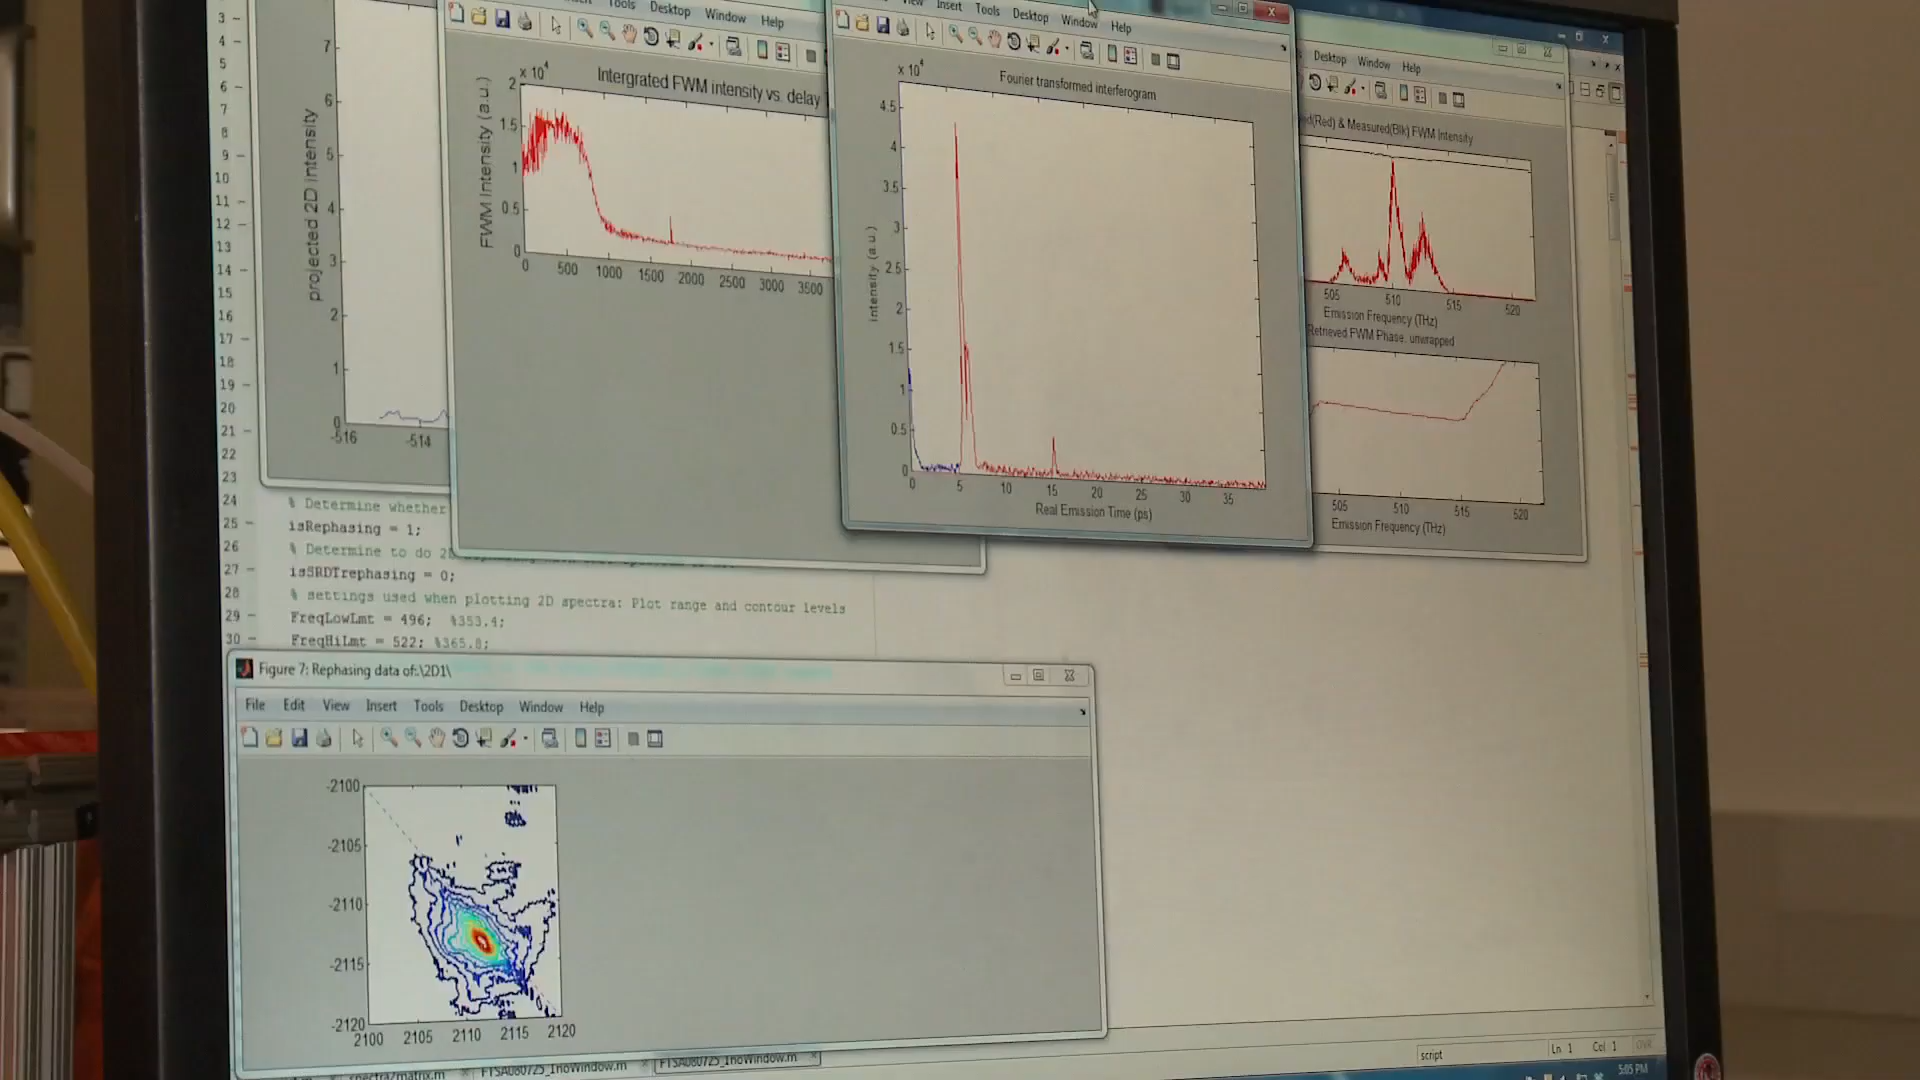 Tools Desktop Window Help
Insert Tools Desktop Window Help
Desktop Window Help
projected 2D intensity
7
6
5
4
3
2
1
0
-516 -514
x 10^4
Intergrated FWM intensity vs. delay
FWM Intensity (a.u.)
2
1.5
1
0.5
0
0 500 1000 1500 2000 2500 3000 3500
x 10^4
Fourier transformed interferogram
intensity (a.u.)
4.5
4
3.5
3
2.5
2
1.5
1
0.5
0
0 5 10 15 20 25 30 35
Real Emission Time (ps)
(Red) & Measured(Blk) FWM Intensity
505 510 515 520
Emission Frequency (THz)
Retrieved FWM Phase. unwrapped
505 510 515 520
Emission Frequency (THz)
3
4
5
6
7
8
9
10
11
12
13
14
15
16
17
18
19
20
21
22
23
24 % Determine whether
25 isRephasing = 1;
26 % Determine to do
27 isSRDTrephasing = 0;
28 % settings used when plotting 2D spectra: Plot range and contour levels
29 FreqLowLmt = 496; %353.4;
30 FreqHiLmt = 522; %365.8;
Figure 7: Rephasing data of:.\2D1\
File Edit View Insert Tools Desktop Window Help
-2100
-2105
-2110
-2115
-2120
2100 2105 2110 2115 2120
spectra2matrix.m FTSA080725_1noWindow.m FTSA080725_1noWindow.m
script Ln 1 Col 1 OVR
5:05 PM